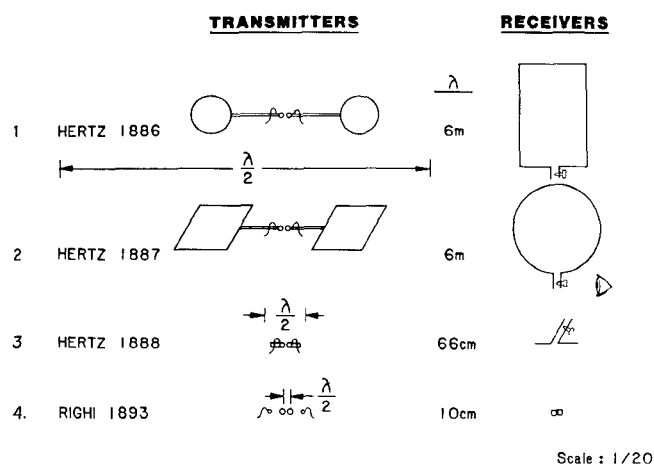 TRANSMITTERS RECEIVERS
λ
1 HERTZ 1886 6m
λ/2
2 HERTZ 1887 6m
λ/2
3 HERTZ 1888 66cm
λ/2
4. RIGHI 1893 10cm
Scale : 1/20